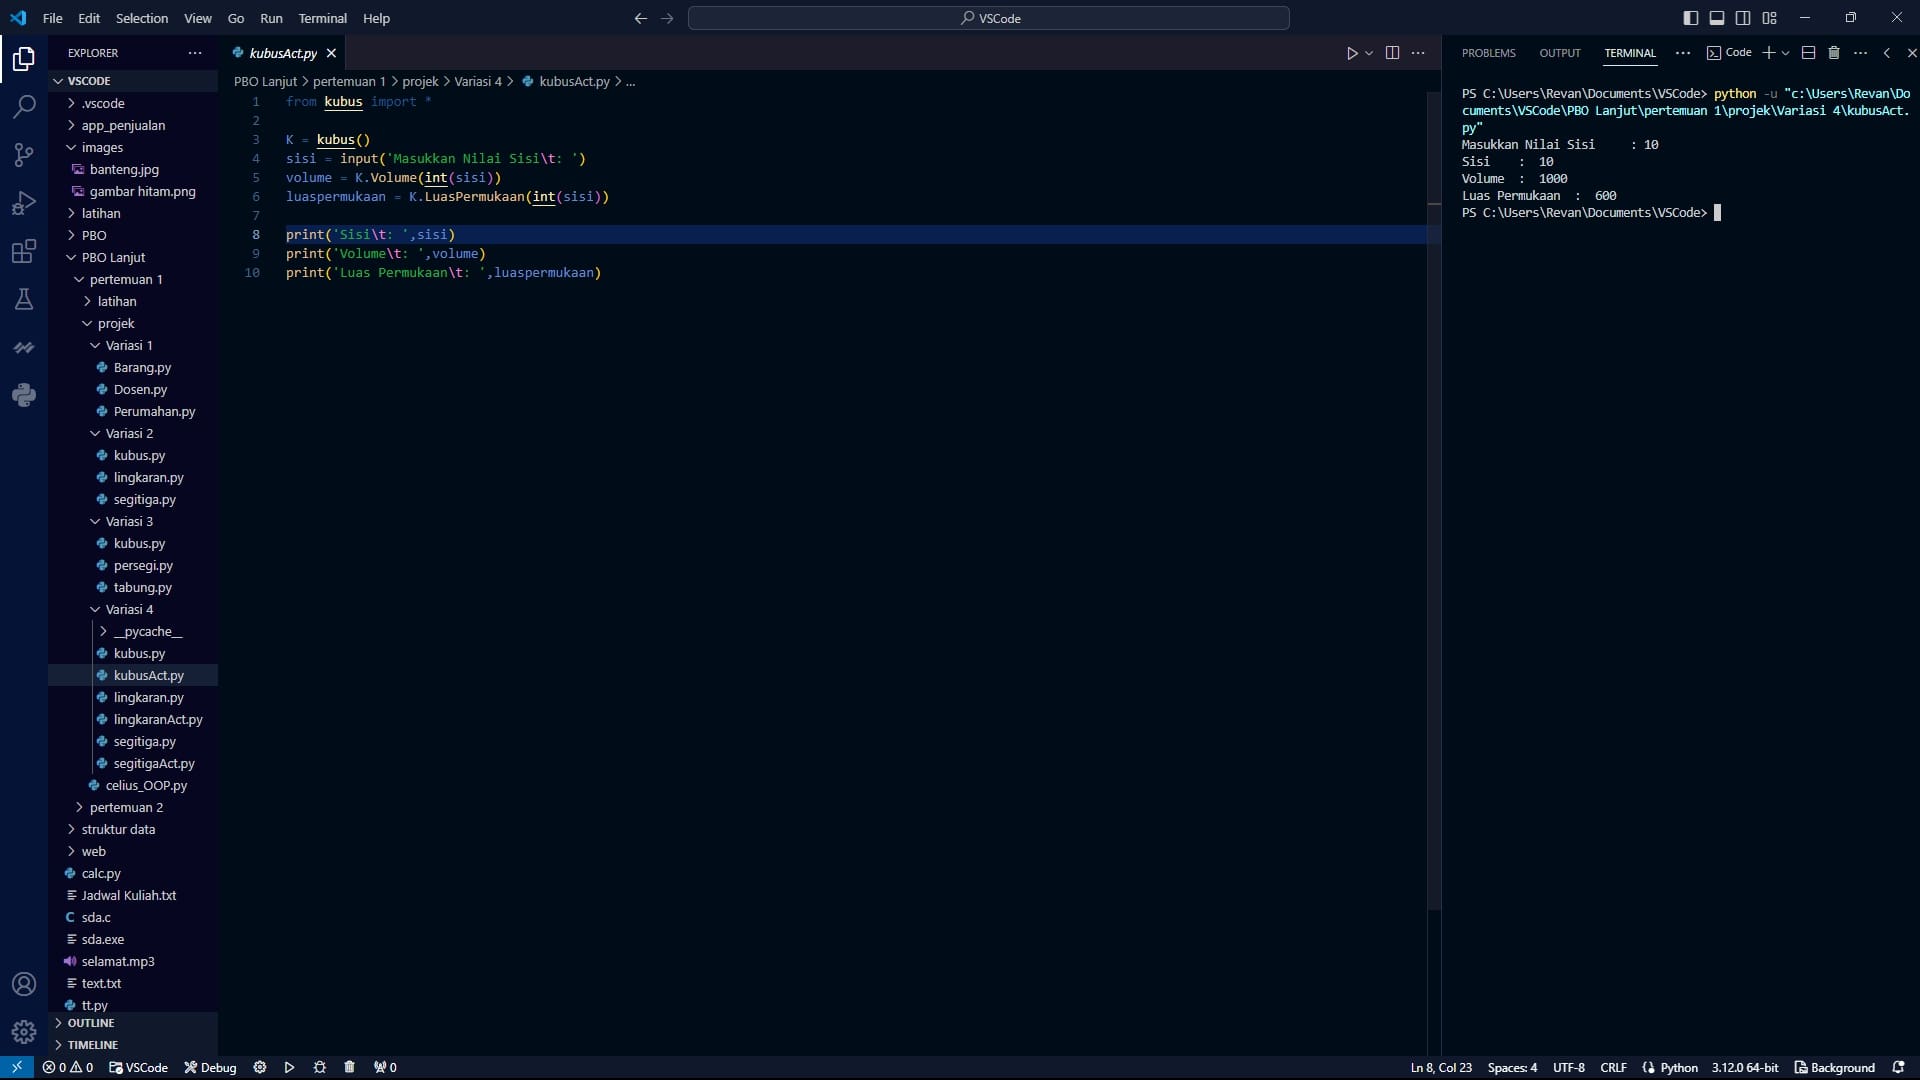 File Edit Selection View Go Run Terminal Help
VSCode
EXPLORER
VSCODE
.vscode
app_penjualan
images
banteng.jpg
gambar hitam.png
latihan
PBO
PBO Lanjut
pertemuan 1
latihan
projek
Variasi 1
Barang.py
Dosen.py
Perumahan.py
Variasi 2
kubus.py
lingkaran.py
segitiga.py
Variasi 3
kubus.py
persegi.py
tabung.py
Variasi 4
__pycache__
kubus.py
kubusAct.py
lingkaran.py
lingkaranAct.py
segitiga.py
segitigaAct.py
celius_OOP.py
pertemuan 2
struktur data
web
calc.py
Jadwal Kuliah.txt
sda.c
sda.exe
selamat.mp3
text.txt
tt.py
OUTLINE
TIMELINE
kubusAct.py
PBO Lanjut > pertemuan 1 > projek > Variasi 4 > kubusAct.py > ...
1 from kubus import *
2
3 K = kubus()
4 sisi = input('Masukkan Nilai Sisi\t: ')
5 volume = K.Volume(int(sisi))
6 luaspermukaan = K.LuasPermukaan(int(sisi))
7
8 print('Sisi\t: ',sisi)
9 print('Volume\t: ',volume)
10 print('Luas Permukaan\t: ',luaspermukaan)
PROBLEMS OUTPUT TERMINAL ... Code
PS C:\Users\Revan\Documents\VSCode> python -u "c:\Users\Revan\Do
cuments\VSCode\PBO Lanjut\pertemuan 1\projek\Variasi 4\kubusAct.
py"
Masukkan Nilai Sisi : 10
Sisi : 10
Volume : 1000
Luas Permukaan : 600
PS C:\Users\Revan\Documents\VSCode>
0 0 VSCode Debug 0 Ln 8, Col 23 Spaces: 4 UTF-8 CRLF Python 3.12.0 64-bit Background